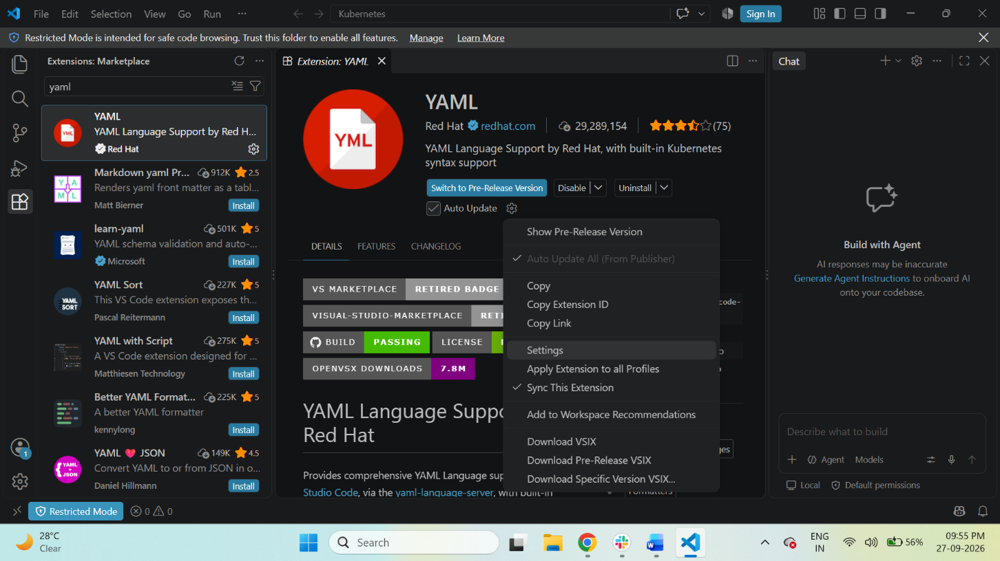 File Edit Selection View Go Run ···
Kubernetes
Sign In
Restricted Mode is intended for safe code browsing. Trust this folder to enable all features. Manage Learn More
Extensions: Marketplace
yaml
YAML
YAML Language Support by Red H...
Red Hat
Markdown yaml Pr... 912K 2.5
Renders yaml front matter as a tabl...
Matt Bierner Install
learn-yaml 501K 5
YAML schema validation and auto-...
Microsoft Install
YAML Sort 227K 5
This VS Code extension exposes th...
Pascal Reitermann Install
YAML with Script 275K 5
A VS Code extension designed for ...
Matthiesen Technology Install
Better YAML Format... 225K 5
A better YAML formatter
kennylong Install
YAML ❤️ JSON 149K 4.5
Convert YAML to or from JSON in o...
Daniel Hillmann Install
1
Extension: YAML
YML
YAML
Red Hat redhat.com 29,289,154 (75)
YAML Language Support by Red Hat, with built-in Kubernetes
syntax support
Switch to Pre-Release Version Disable Uninstall
Auto Update
DETAILS FEATURES CHANGELOG
VS MARKETPLACE RETIRED BADGE
VISUAL-STUDIO-MARKETPLACE RETI
BUILD PASSING LICENSE
OPENVSX DOWNLOADS 7.8M
YAML Language Suppo
Red Hat
Provides comprehensive YAML Language sup
Studio Code, via the yaml-language-server, with built-in
Show Pre-Release Version
Auto Update All (From Publisher)
Copy
Copy Extension ID
Copy Link
Settings
Apply Extension to all Profiles
Sync This Extension
Add to Workspace Recommendations
Download VSIX
Download Pre-Release VSIX
Download Specific Version VSIX...
code-
ges
Formatters
Chat
Build with Agent
AI responses may be inaccurate
Generate Agent Instructions to onboard AI
onto your codebase.
Describe what to build
Agent Models
Local Default permissions
Restricted Mode 0 0
28°C
Clear
Search
ENG
IN
56%
09:55 PM
27-09-2026